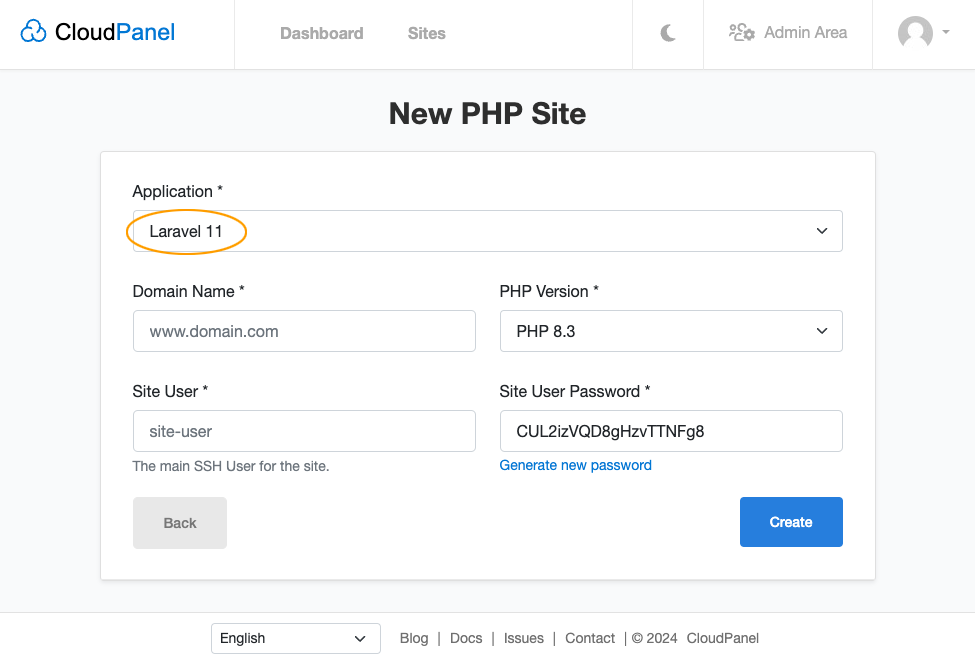 CloudPanel Dashboard Sites Admin Area
New PHP Site
Application *
Laravel 11
Domain Name * PHP Version *
www.domain.com PHP 8.3
Site User * Site User Password *
site-user CUL2izVQD8gHzvTTNFg8
The main SSH User for the site. Generate new password
Back Create
English Blog | Docs | Issues | Contact | © 2024 CloudPanel